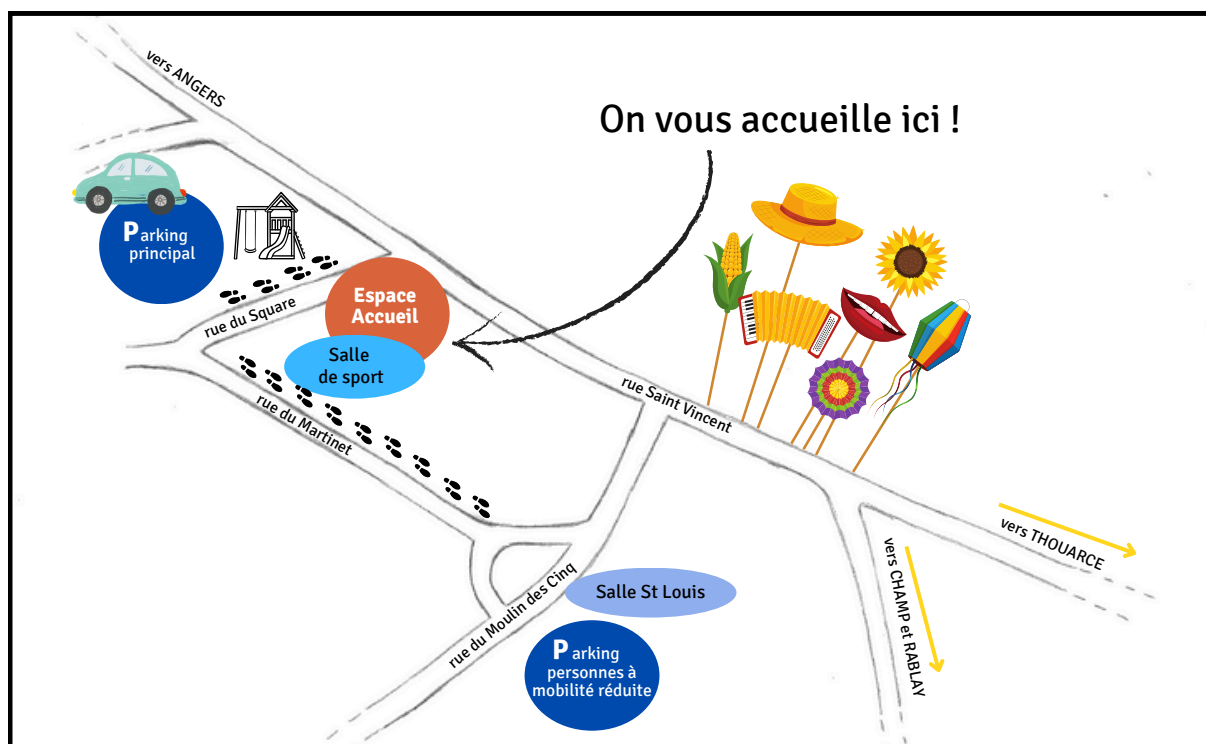 vers ANGERS
On vous accueille ici !
Parking
principal
rue du Square
Espace
Accueil
Salle
de sport
rue du Martinet
rue Saint Vincent
vers THOUARCE
vers CHAMP et RABLAY
rue du Moulin des Cinq
Salle St Louis
Parking
personnes à
mobilité réduite